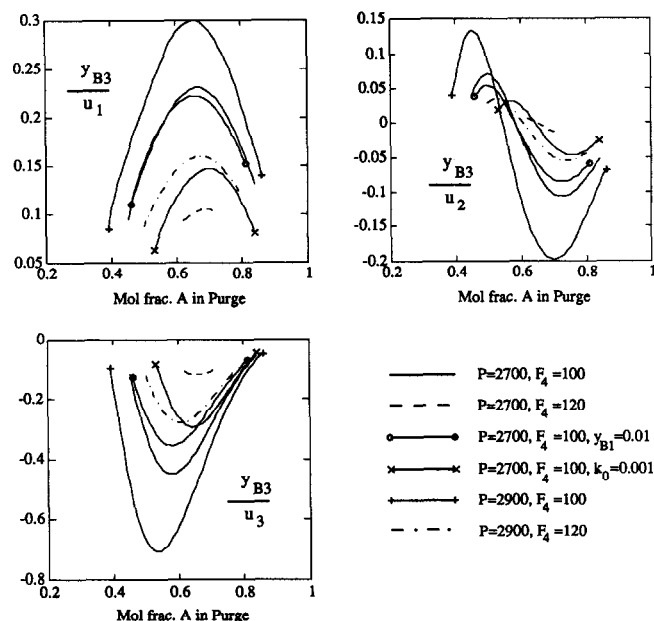 0.3
0.25
0.2
0.15
0.1
0.05
y_B3
u_1
0.2 0.4 0.6 0.8 1
Mol frac. A in Purge
0.15
0.1
0.05
0
-0.05
-0.1
-0.15
-0.2
y_B3
u_2
0.2 0.4 0.6 0.8 1
Mol frac. A in Purge
0
-0.2
-0.4
-0.6
-0.8
y_B3
u_3
0.2 0.4 0.6 0.8 1
Mol frac. A in Purge
P=2700, F_4 =100
P=2700, F_4 =120
P=2700, F_4 =100, y_B1=0.01
P=2700, F_4 =100, k_0=0.001
P=2900, F_4 =100
P=2900, F_4 =120